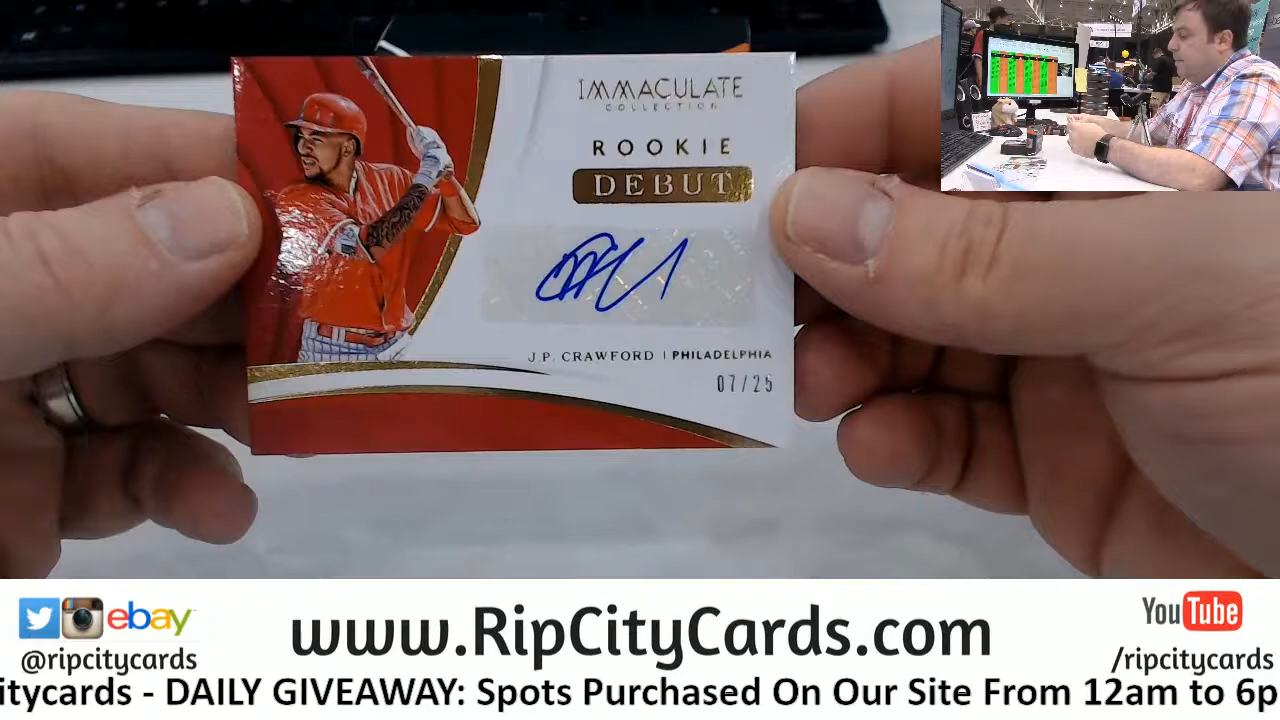 IMMACULATE
COLLECTION
ROOKIE
DEBUT
J.P. CRAWFORD | PHILADELPHIA
07/25
ebay
@ripcitycards
www.RipCityCards.com
YouTube
/ripcitycards
citycards - DAILY GIVEAWAY: Spots Purchased On Our Site From 12am to 6p